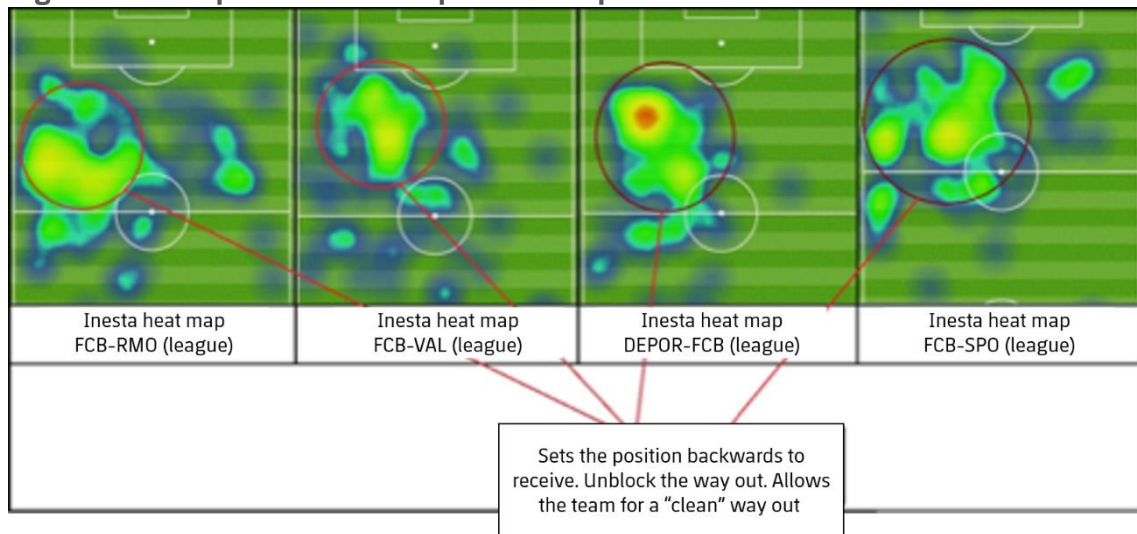 Inesta heat map
FCB-RMO (league)
Inesta heat map
FCB-VAL (league)
Inesta heat map
DEPOR-FCB (league)
Inesta heat map
FCB-SPO (league)
Sets the position backwards to
receive. Unblock the way out. Allows
the team for a “clean” way out